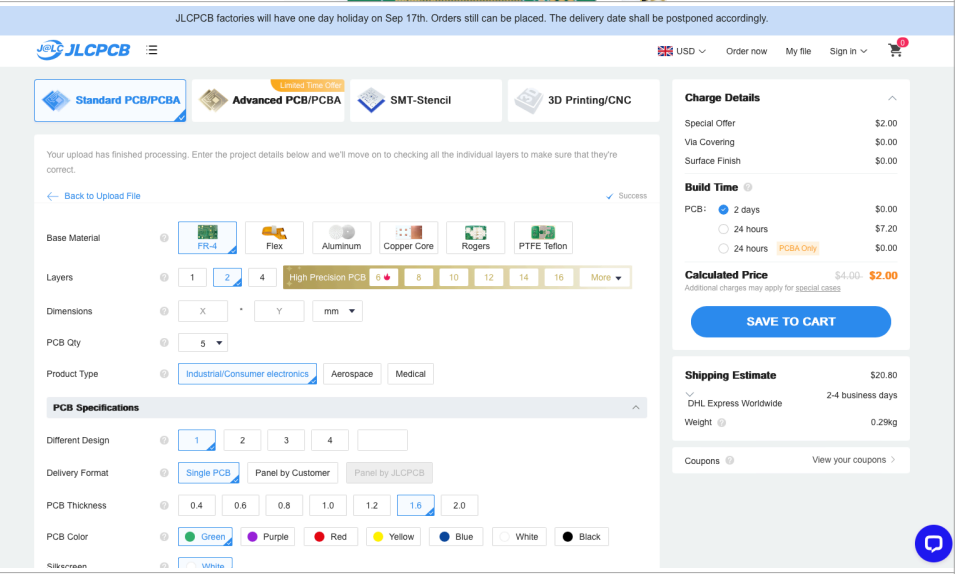 JLCPCB factories will have one day holiday on Sep 17th. Orders still can be placed. The delivery date shall be postponed accordingly.
J@LC JLCPCB
USD Order now My file Sign in 0
Standard PCB/PCBA
Limited Time Offer
Advanced PCB/PCBA
SMT-Stencil
3D Printing/CNC
Your upload has finished processing. Enter the project details below and we'll move on to checking all the individual layers to make sure that they're
correct.
Back to Upload File
Success
Base Material ? FR-4 Flex Aluminum Copper Core Rogers PTFE Teflon
Layers ? 1 2 4 High Precision PCB 6 8 10 12 14 16 More
Dimensions ? X * Y mm
PCB Qty ? 5
Product Type ? Industrial/Consumer electronics Aerospace Medical
PCB Specifications
Different Design ? 1 2 3 4
Delivery Format ? Single PCB Panel by Customer Panel by JLCPCB
PCB Thickness ? 0.4 0.6 0.8 1.0 1.2 1.6 2.0
PCB Color ? Green Purple Red Yellow Blue White Black
Silkscreen ? White
Charge Details
Special Offer $2.00
Via Covering $0.00
Surface Finish $0.00
Build Time ?
PCB: 2 days $0.00
24 hours $7.20
24 hours PCBA Only $0.00
Calculated Price $4.00 $2.00
Additional charges may apply for special cases
SAVE TO CART
Shipping Estimate $20.80
DHL Express Worldwide 2-4 business days
Weight ? 0.29kg
Coupons ? View your coupons